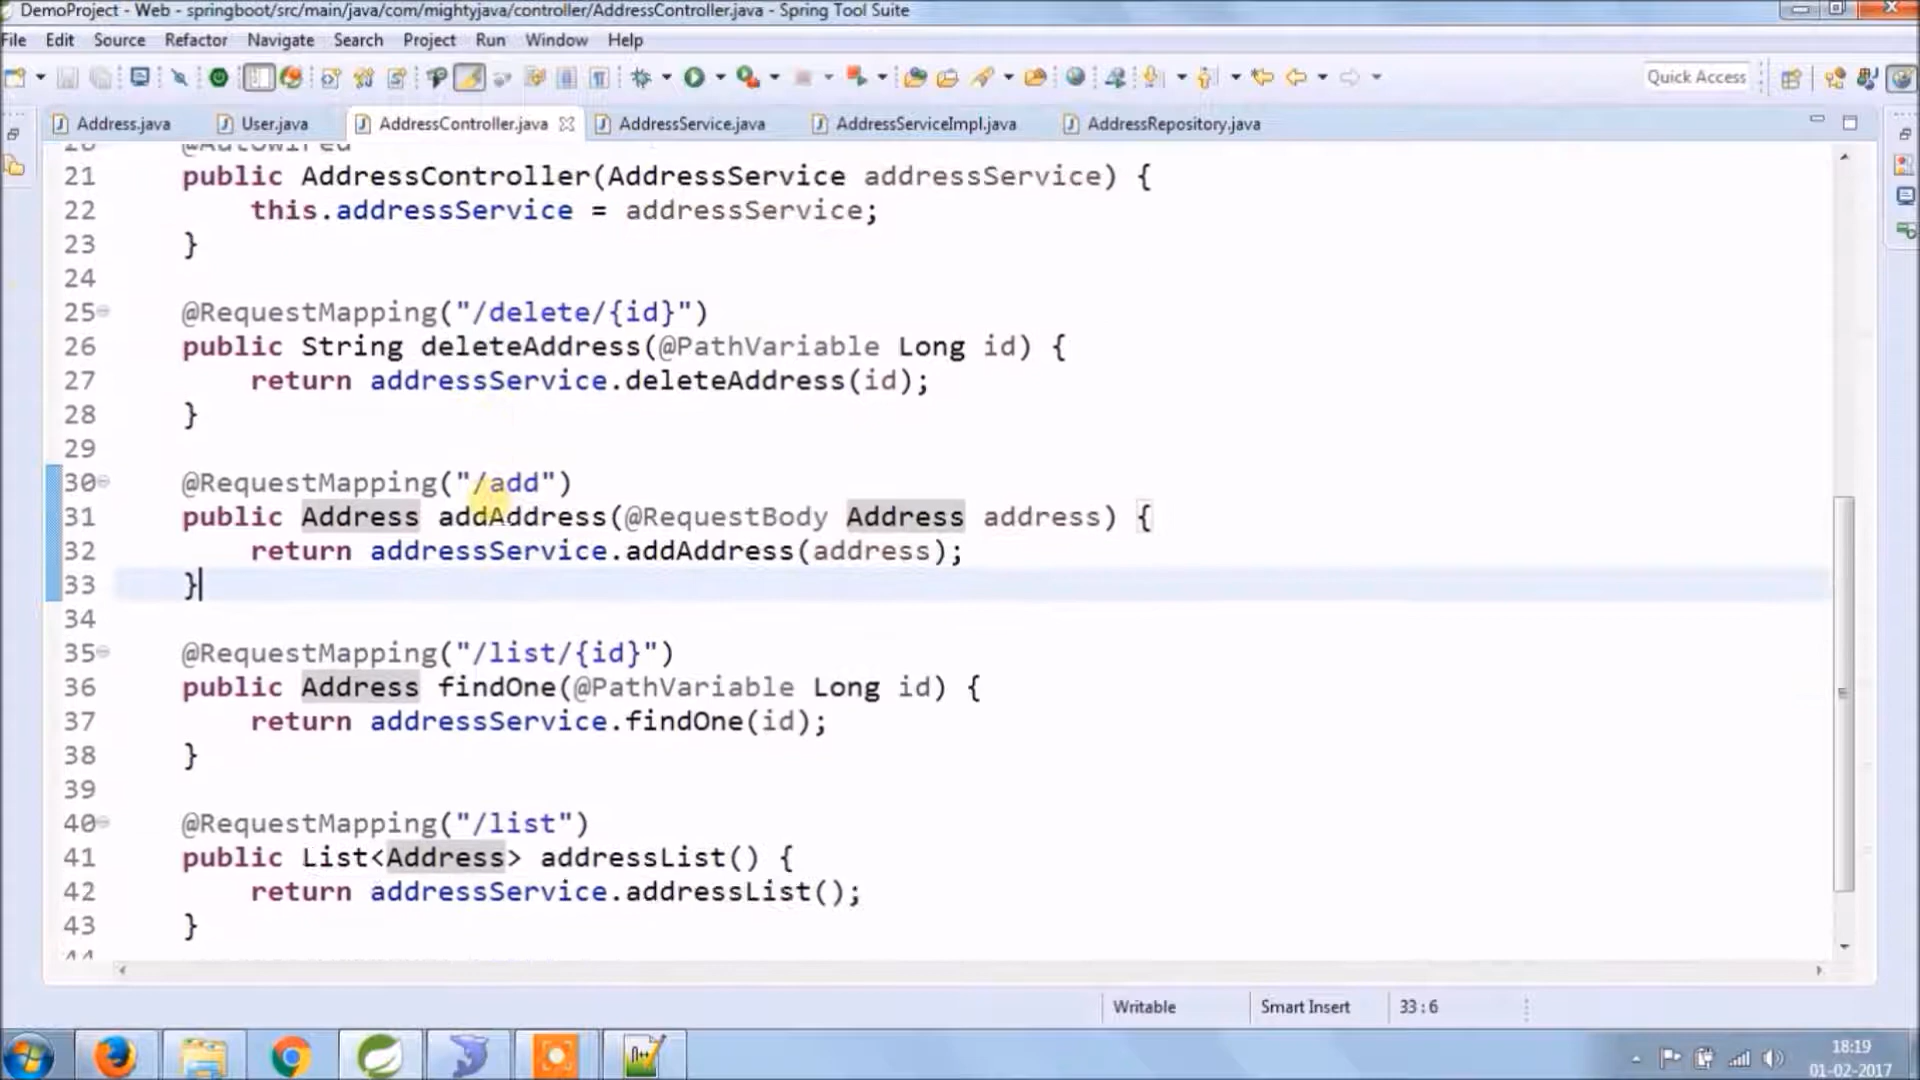 DemoProject - Web - springboot/src/main/java/com/mightyjava/controller/AddressController.java - Spring Tool Suite
File Edit Source Refactor Navigate Search Project Run Window Help
Quick Access
Address.java User.java AddressController.java AddressService.java AddressServiceImpl.java AddressRepository.java
20 @Autowired
21 public AddressController(AddressService addressService) {
22 this.addressService = addressService;
23 }
24
25 @RequestMapping("/delete/{id}")
26 public String deleteAddress(@PathVariable Long id) {
27 return addressService.deleteAddress(id);
28 }
29
30 @RequestMapping("/add")
31 public Address addAddress(@RequestBody Address address) {
32 return addressService.addAddress(address);
33 }
34
35 @RequestMapping("/list/{id}")
36 public Address findOne(@PathVariable Long id) {
37 return addressService.findOne(id);
38 }
39
40 @RequestMapping("/list")
41 public List<Address> addressList() {
42 return addressService.addressList();
43 }
44
Writable Smart Insert 33 : 6
18:19
01-02-2017